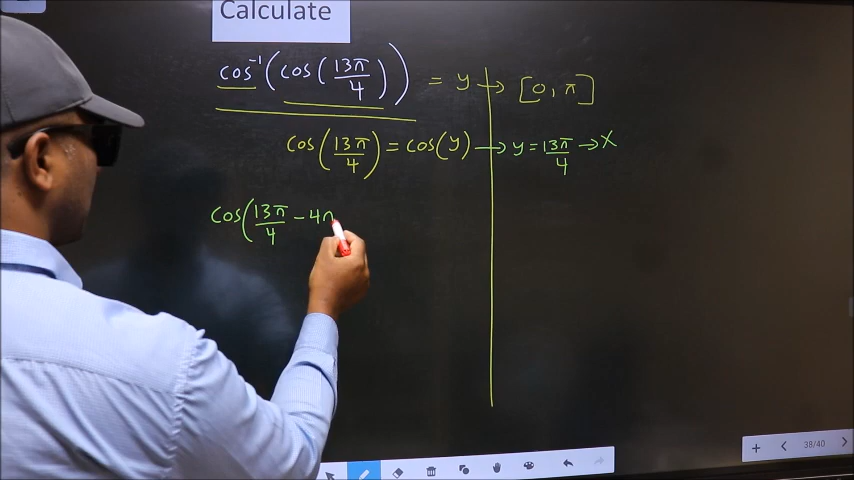 Calculate
cos⁻¹(cos(13π/4)) = y → [0, π]
cos(13π/4) = cos(y) → y = 13π/4 → X
cos(13π/4 - 4π
38/40